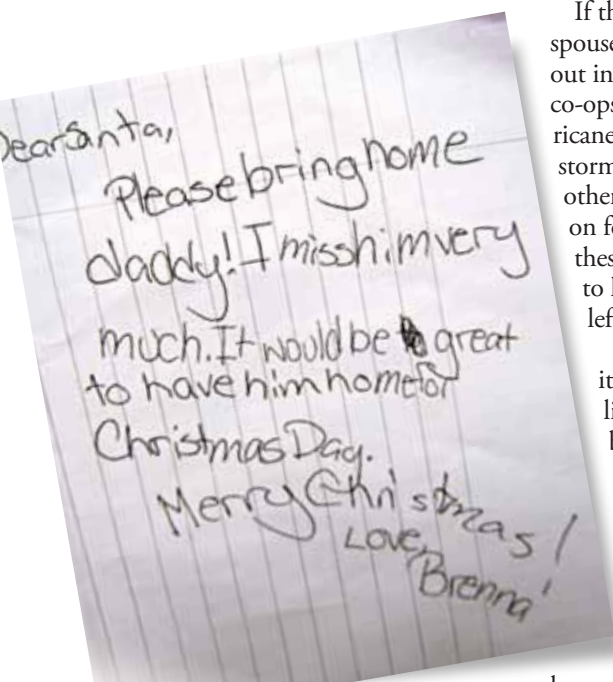 Dear Santa,
Please bring home
daddy! I miss him very
much. It would be great
to have him home for
Christmas Day.
Merry Christmas!
Love,
Brenna
If th
spouse
out in
co-ops
ricane
storm
other
on fo
thes
to l
lef
it
li